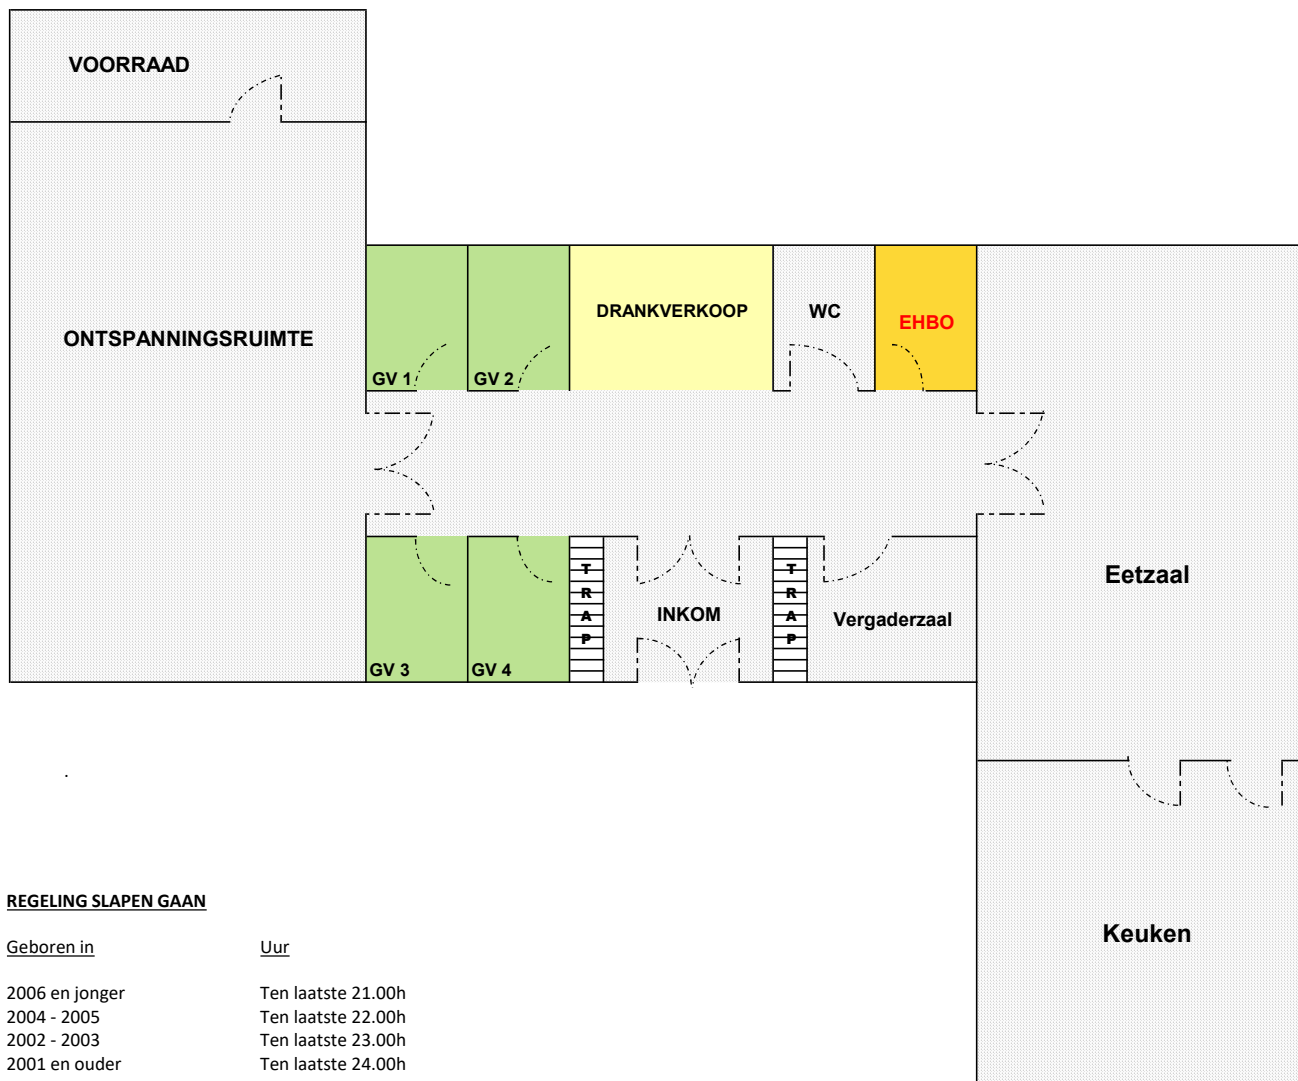 VOORRAAD
ONTSPANNINGSRUIMTE
DRANKVERKOOP
WC
EHBO
GV 1
GV 2
TRAP
INKOM
TRAP
Vergaderzaal
Eetzaal
GV 3
GV 4
.
Keuken
REGELING SLAPEN GAAN
Geboren in Uur
2006 en jonger Ten laatste 21.00h
2004 - 2005 Ten laatste 22.00h
2002 - 2003 Ten laatste 23.00h
2001 en ouder Ten laatste 24.00h